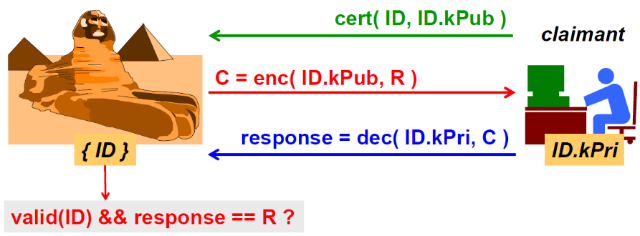 cert( ID, ID.kPub )
claimant
C = enc( ID.kPub, R )
response = dec( ID.kPri, C )
{ ID }
ID.kPri
valid(ID) && response == R ?